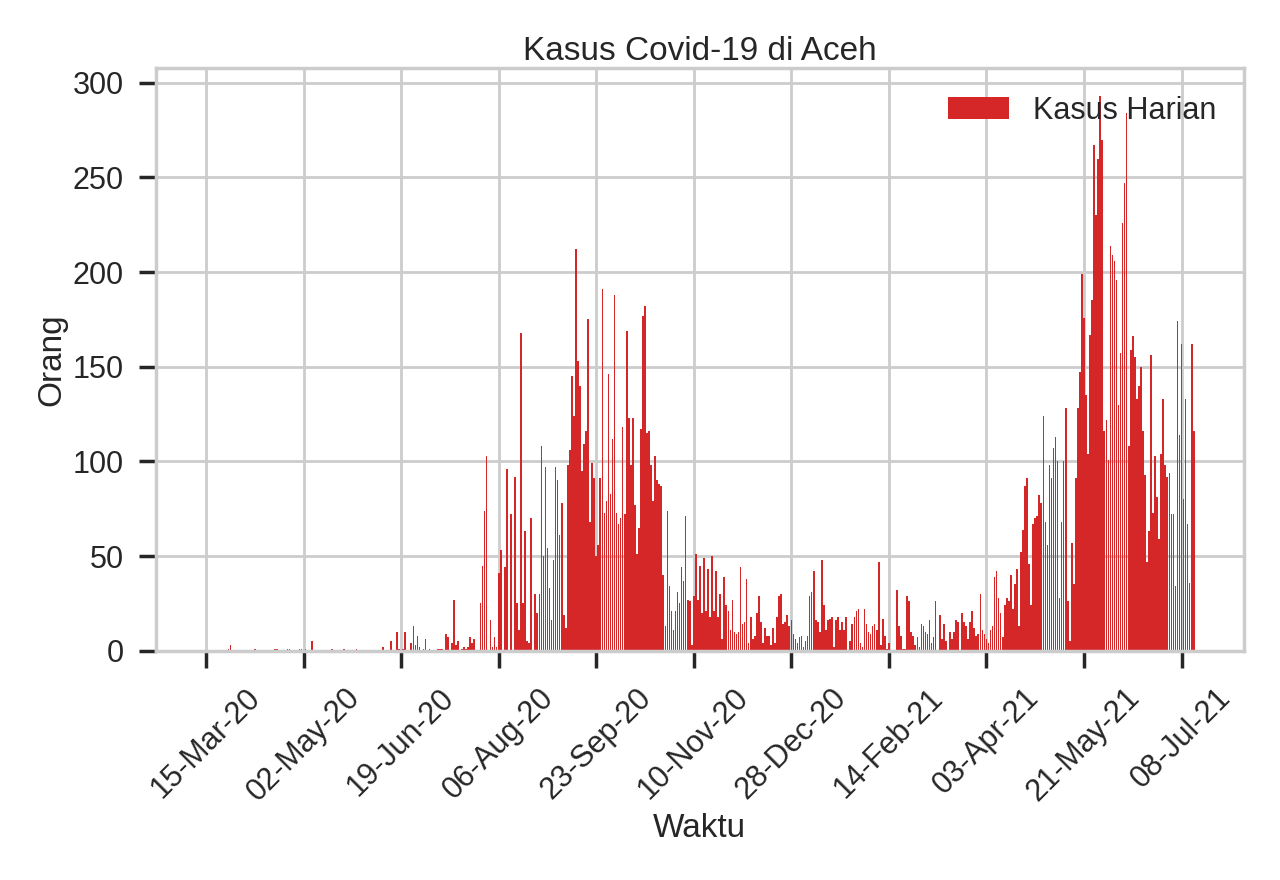 Kasus Covid-19 di Aceh
Kasus Harian
Orang
300
250
200
150
100
50
0
15-Mar-20
02-May-20
19-Jun-20
06-Aug-20
23-Sep-20
10-Nov-20
28-Dec-20
14-Feb-21
03-Apr-21
21-May-21
08-Jul-21
Waktu